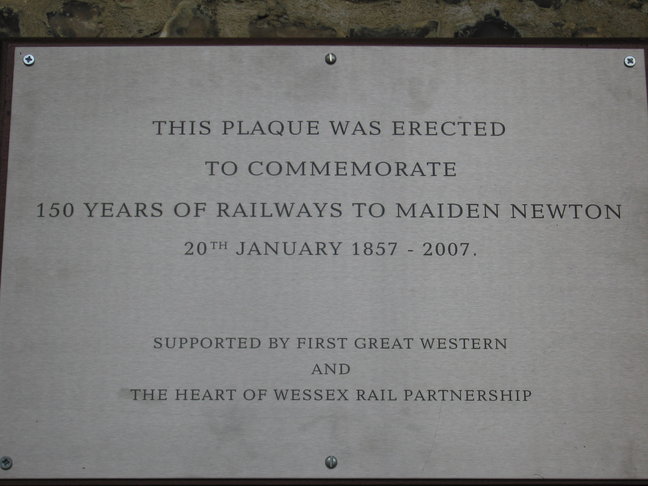 THIS PLAQUE WAS ERECTED
TO COMMEMORATE
150 YEARS OF RAILWAYS TO MAIDEN NEWTON
20TH JANUARY 1857 - 2007.
SUPPORTED BY FIRST GREAT WESTERN
AND
THE HEART OF WESSEX RAIL PARTNERSHIP